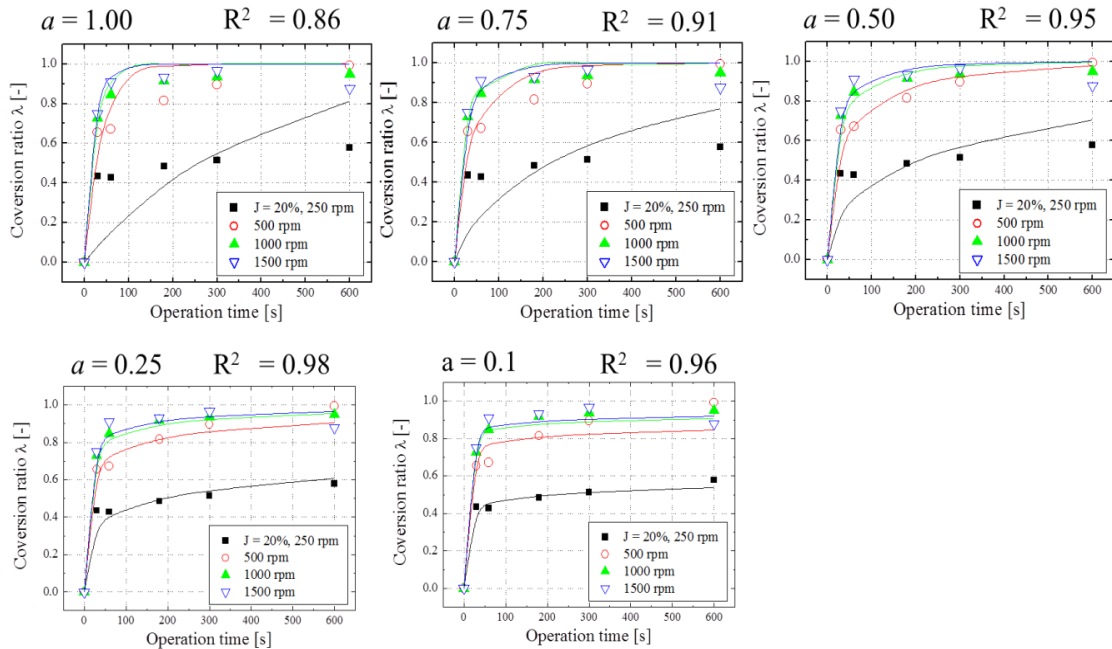 a = 1.00 R² = 0.86
Coversion ratio λ [-]
1.0
0.8
0.6
0.4
0.2
0.0
J = 20%, 250 rpm
500 rpm
1000 rpm
1500 rpm
0 100 200 300 400 500 600
Operation time [s]
a = 0.75 R² = 0.91
Coversion ratio λ [-]
1.0
0.8
0.6
0.4
0.2
0.0
J = 20%, 250 rpm
500 rpm
1000 rpm
1500 rpm
0 100 200 300 400 500 600
Operation time [s]
a = 0.50 R² = 0.95
Coversion ratio λ [-]
1.0
0.8
0.6
0.4
0.2
0.0
J = 20%, 250 rpm
500 rpm
1000 rpm
1500 rpm
0 100 200 300 400 500 600
Operation time [s]
a = 0.25 R² = 0.98
Coversion ratio λ [-]
1.0
0.8
0.6
0.4
0.2
0.0
J = 20%, 250 rpm
500 rpm
1000 rpm
1500 rpm
0 100 200 300 400 500 600
Operation time [s]
a = 0.1 R² = 0.96
Coversion ratio λ [-]
1.0
0.8
0.6
0.4
0.2
0.0
J = 20%, 250 rpm
500 rpm
1000 rpm
1500 rpm
0 100 200 300 400 500 600
Operation time [s]